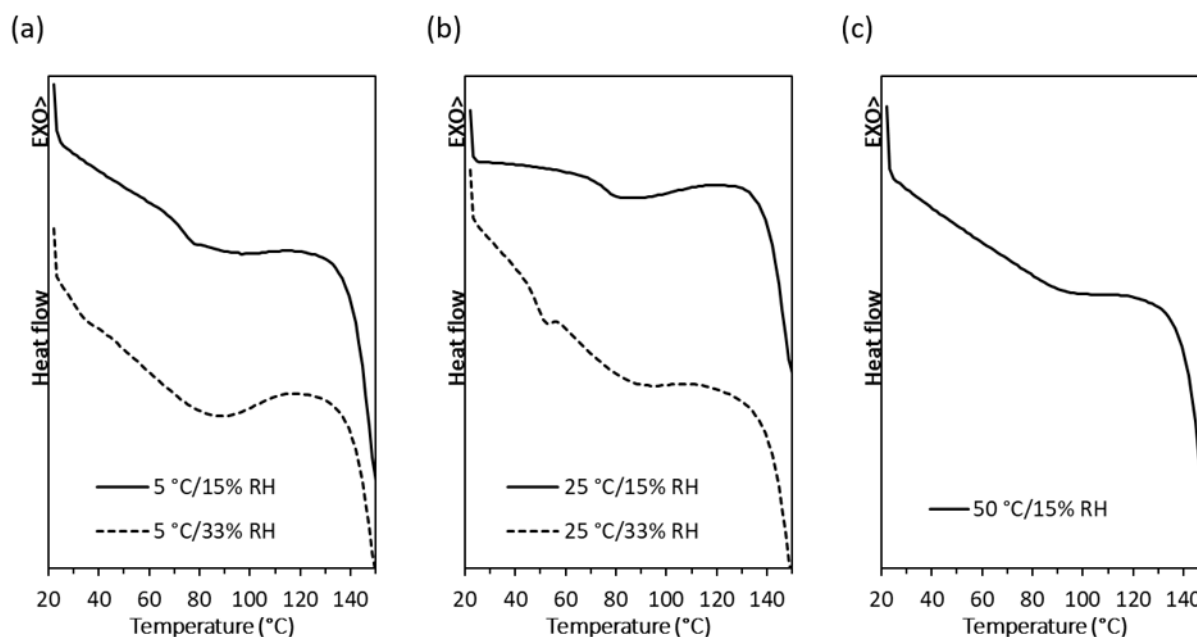 (a)
EXO>
Heat flow
5 °C/15% RH
5 °C/33% RH
20 40 60 80 100 120 140
Temperature (°C)
(b)
EXO>
Heat flow
25 °C/15% RH
25 °C/33% RH
20 40 60 80 100 120 140
Temperature (°C)
(c)
EXO>
Heat flow
50 °C/15% RH
20 40 60 80 100 120 140
Temperature (°C)